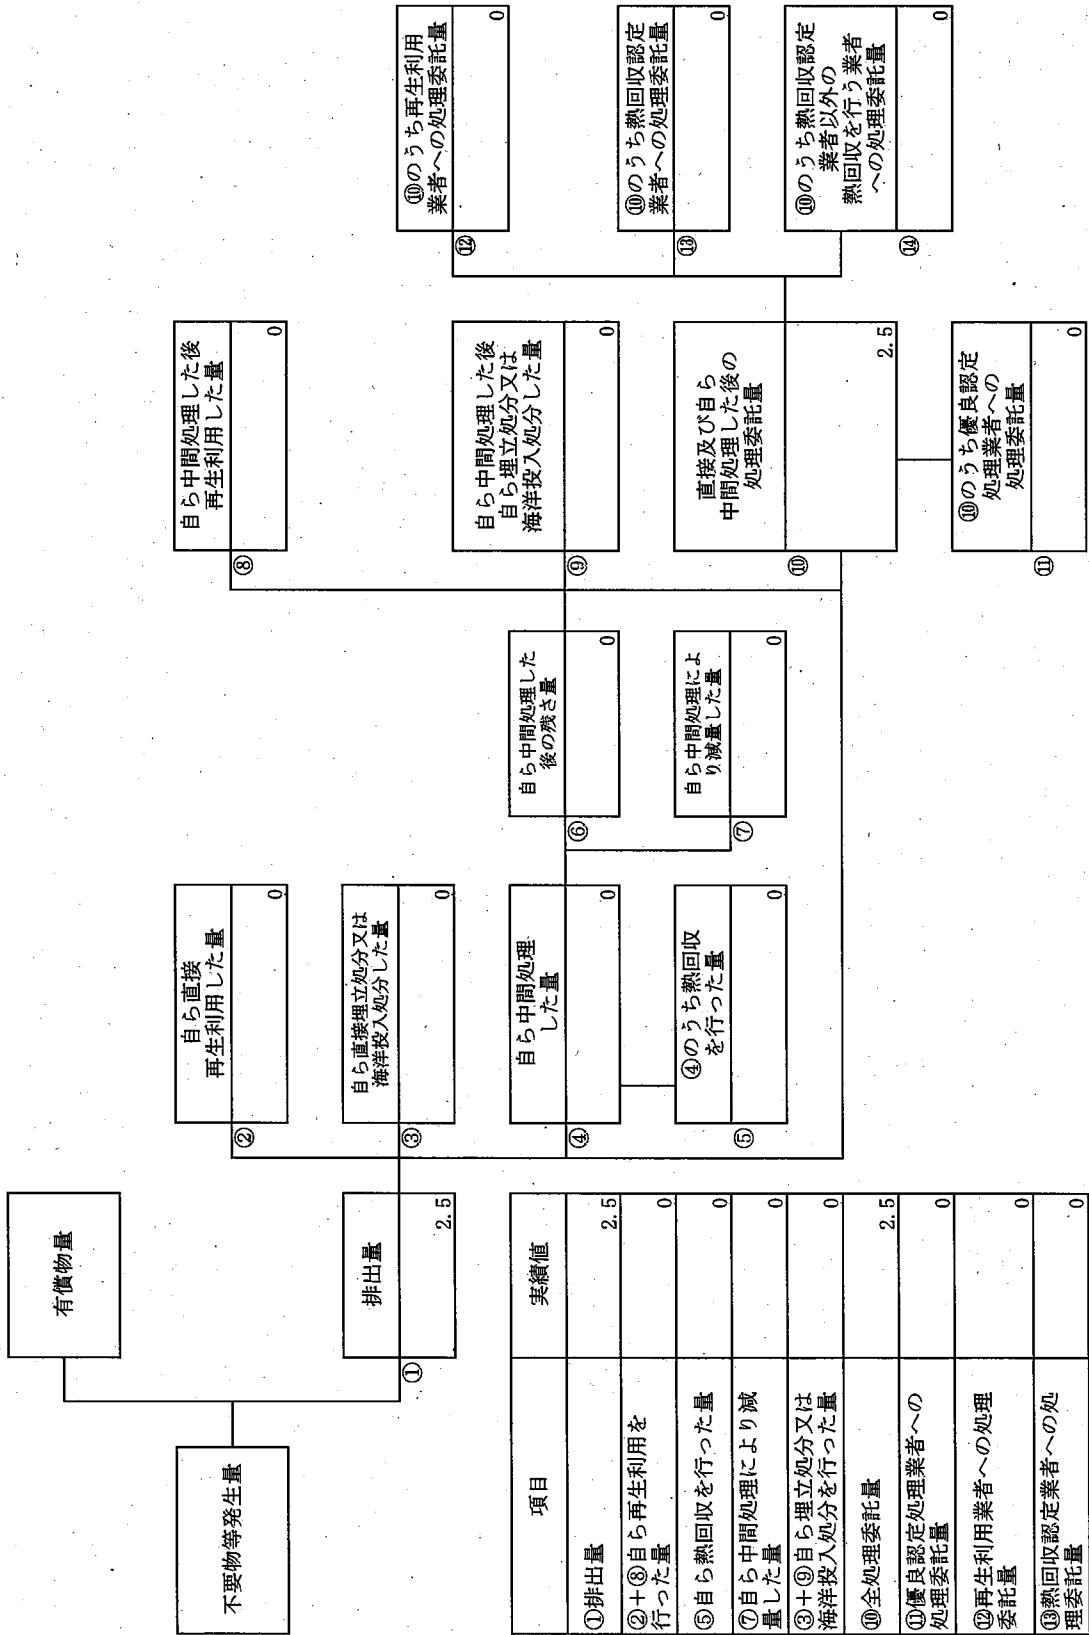 不要物等発生量
有償物量
①
排出量
2.5
②
自ら直接
再生利用した量
0
③
自ら直接埋立処分又は
海洋投入処分した量
0
④
自ら中間処理
した量
0
⑤
④のうち熱回収
を行った量
0
⑥
自ら中間処理した
後の残さ量
0
⑦
自ら中間処理によ
り減量した量
0
⑧
自ら中間処理した後
再生利用した量
0
⑨
自ら中間処理した後
自ら埋立処分又は
海洋投入処分した量
0
⑩
直接及び自ら
中間処理した後の
処理委託量
2.5
⑪
⑩のうち優良認定
処理業者への
処理委託量
0
⑫
⑩のうち再生利用
業者への処理委託量
0
⑬
⑩のうち熱回収認定
業者への処理委託量
0
⑭
⑩のうち熱回収認定
業者以外の
熱回収を行う業者
への処理委託量
0
項目 実績値
①排出量 2.5
②+⑧自ら再生利用を
行った量 0
⑤自ら熱回収を行った量 0
⑦自ら中間処理により減
量した量 0
③+⑨自ら埋立処分又は
海洋投入処分を行った量 0
⑩全処理委託量 2.5
⑪優良認定処理業者への
処理委託量 0
⑫再生利用業者への処理
委託量 0
⑬熱回収認定業者への処
理委託量 0